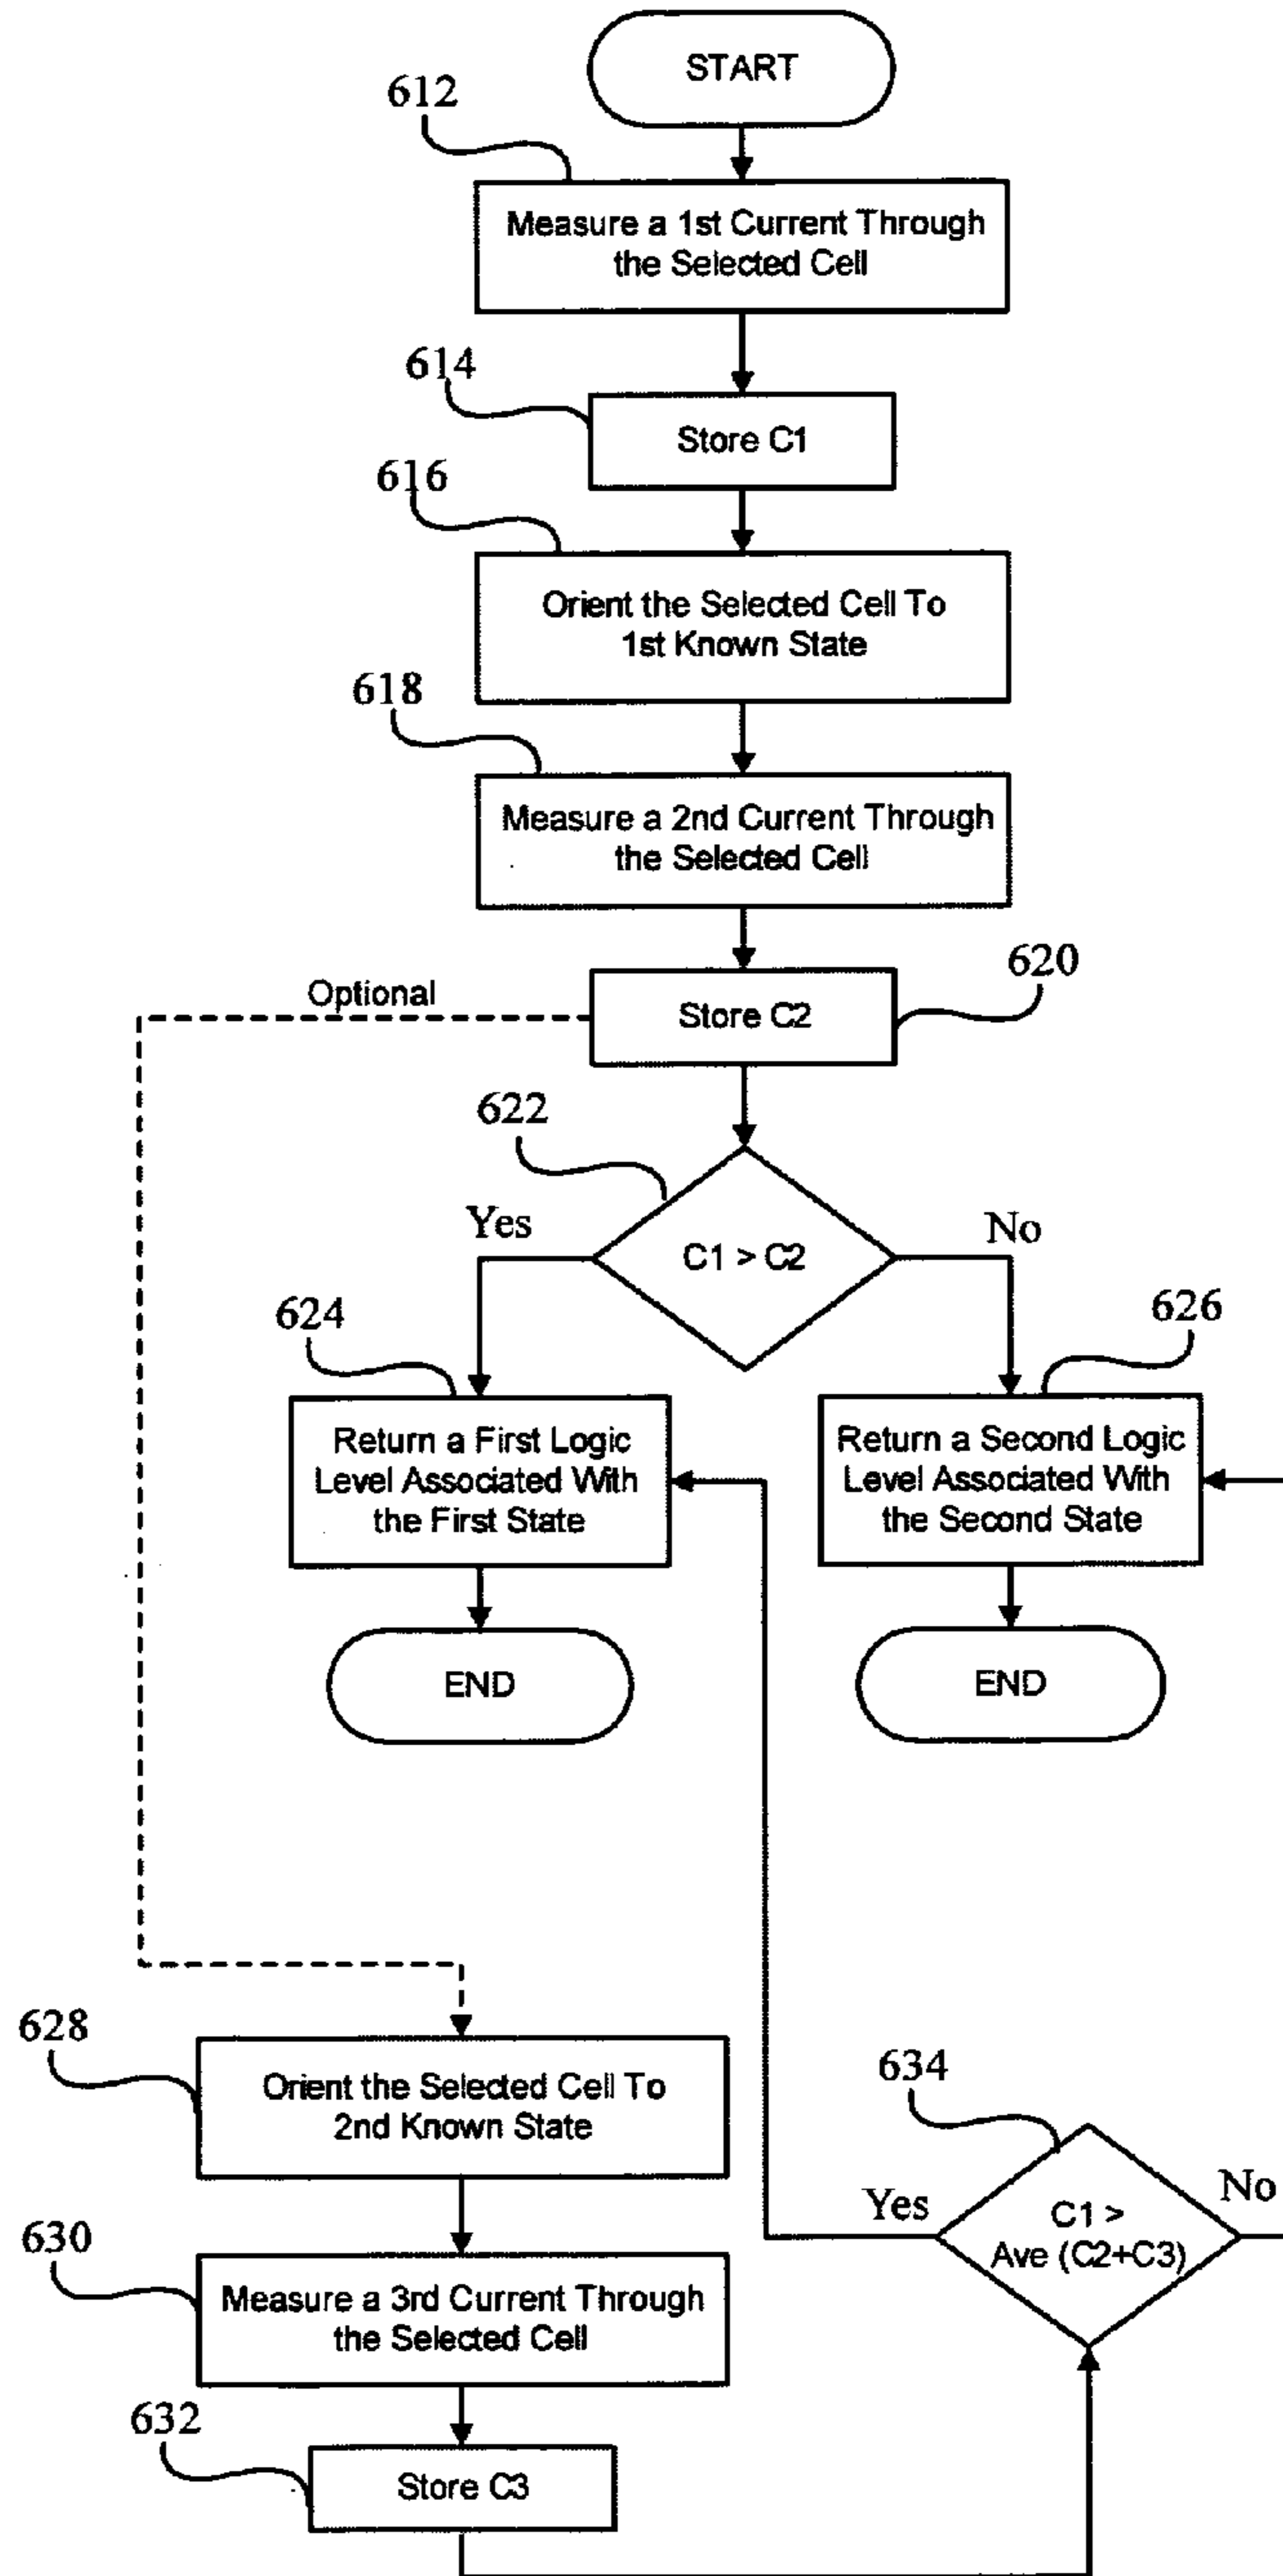 START
612
Measure a 1st Current Through
the Selected Cell
614
Store C1
616
Orient the Selected Cell To
1st Known State
618
Measure a 2nd Current Through
the Selected Cell
620
Optional
Store C2
622
Yes
No
C1 > C2
624
626
Return a First Logic
Level Associated With
the First State
Return a Second Logic
Level Associated With
the Second State
END
END
628
Orient the Selected Cell To
2nd Known State
634
Yes
No
C1 >
Ave (C2+C3)
630
Measure a 3rd Current Through
the Selected Cell
632
Store C3